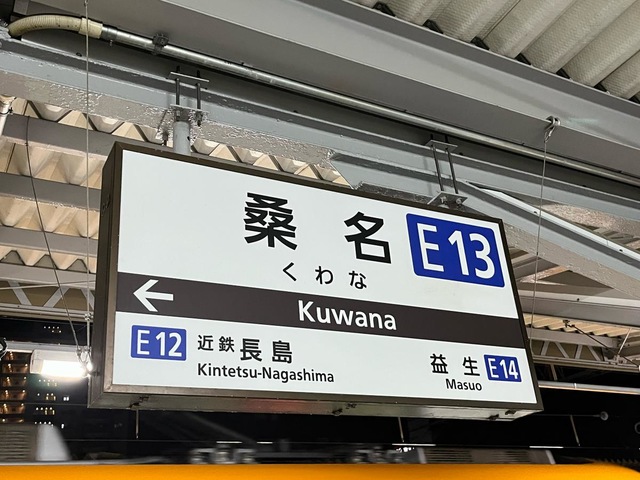 桑名 E13
くわな
← Kuwana
E12 近鉄長島 益生 E14
Kintetsu-Nagashima Masuo